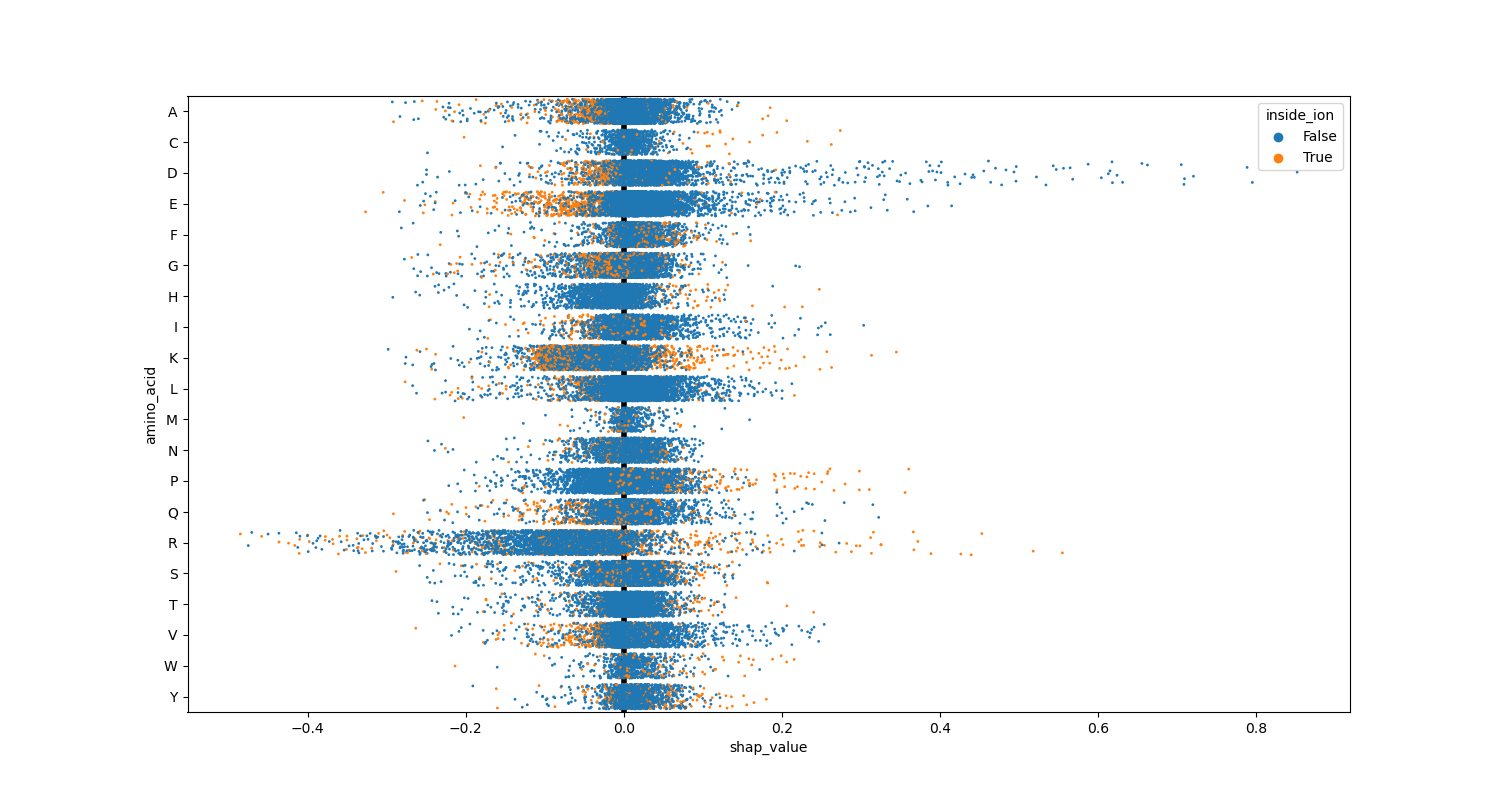 inside_ion
False
True
A
C
D
E
F
G
H
I
K
L
M
N
P
Q
R
S
T
V
W
Y
amino_acid
−0.4 −0.2 0.0 0.2 0.4 0.6 0.8
shap_value